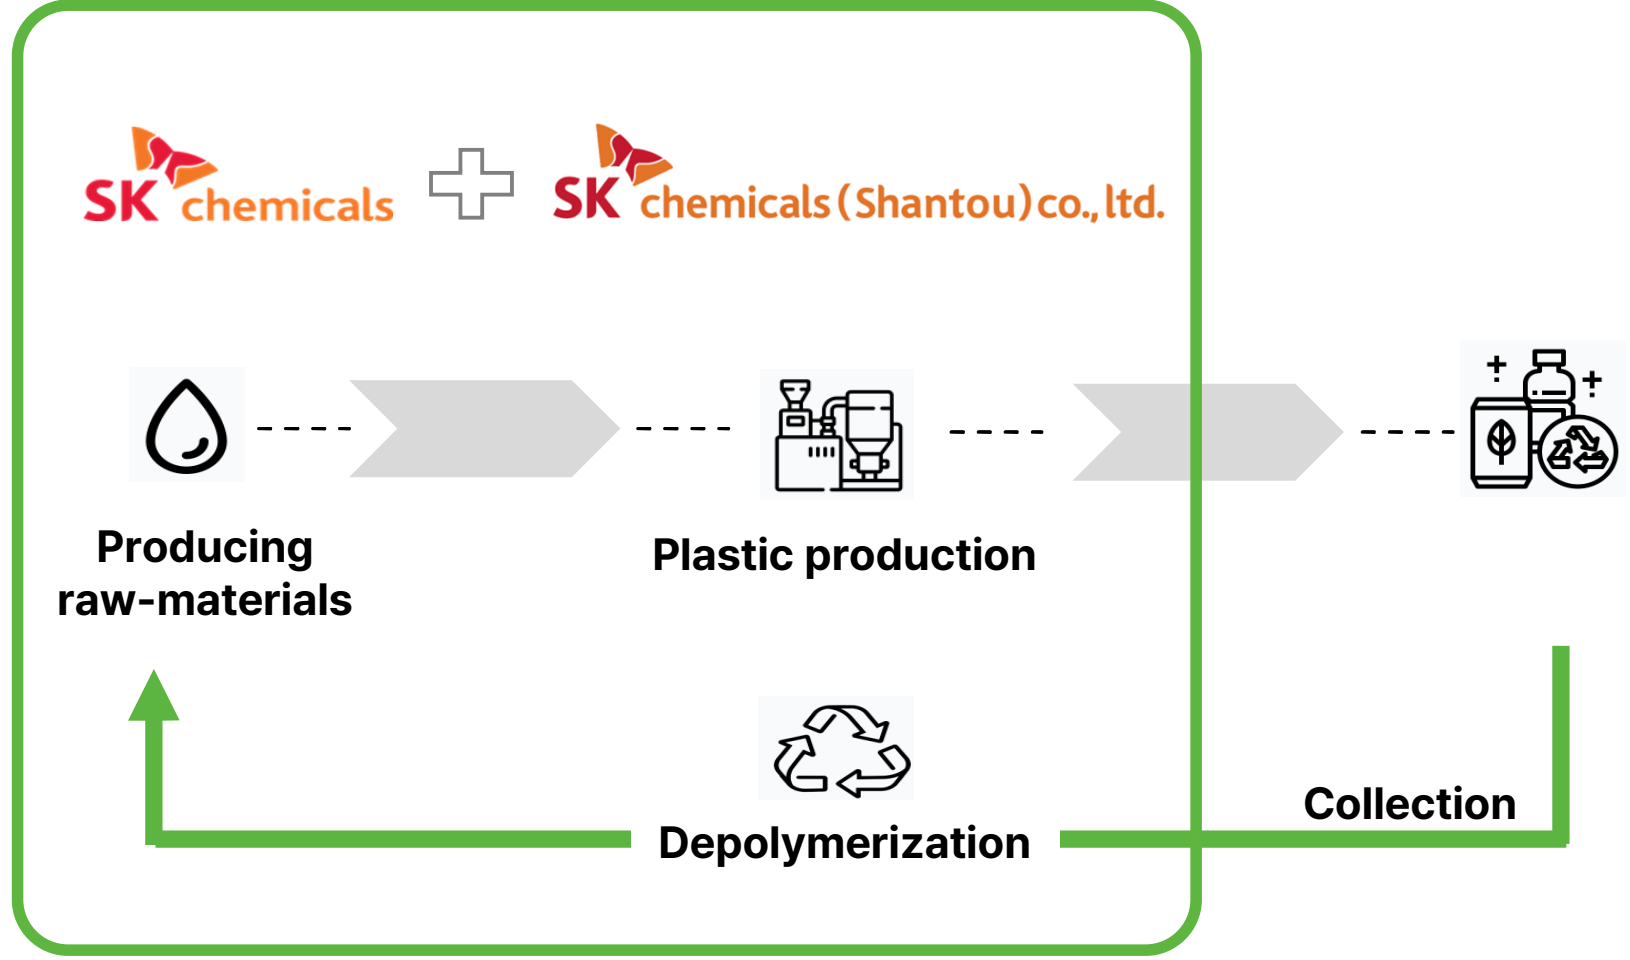 SK chemicals
SK chemicals (Shantou) co., ltd.
Producing
raw-materials
Plastic production
Depolymerization
Collection